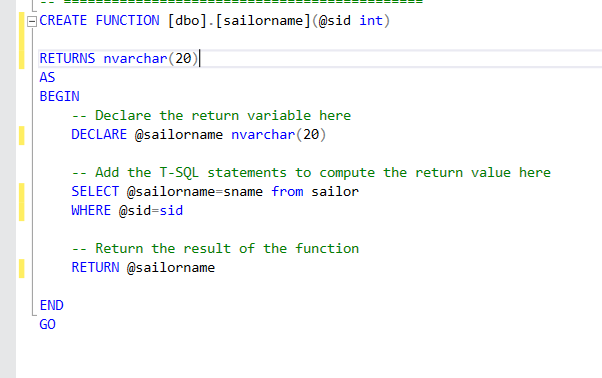 -- =============================================
CREATE FUNCTION [dbo].[sailorname](@sid int)
RETURNS nvarchar(20)
AS
BEGIN
-- Declare the return variable here
DECLARE @sailorname nvarchar(20)
-- Add the T-SQL statements to compute the return value here
SELECT @sailorname=sname from sailor
WHERE @sid=sid
-- Return the result of the function
RETURN @sailorname
END
GO